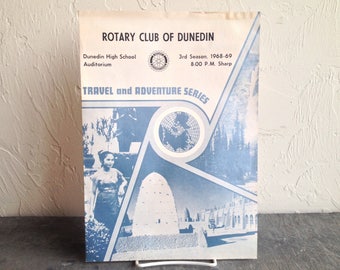 ROTARY CLUB OF DUNEDIN
Dunedin High School
Auditorium
3rd Season, 1968-69
8:00 P.M. Sharp
TRAVEL and ADVENTURE SERIES